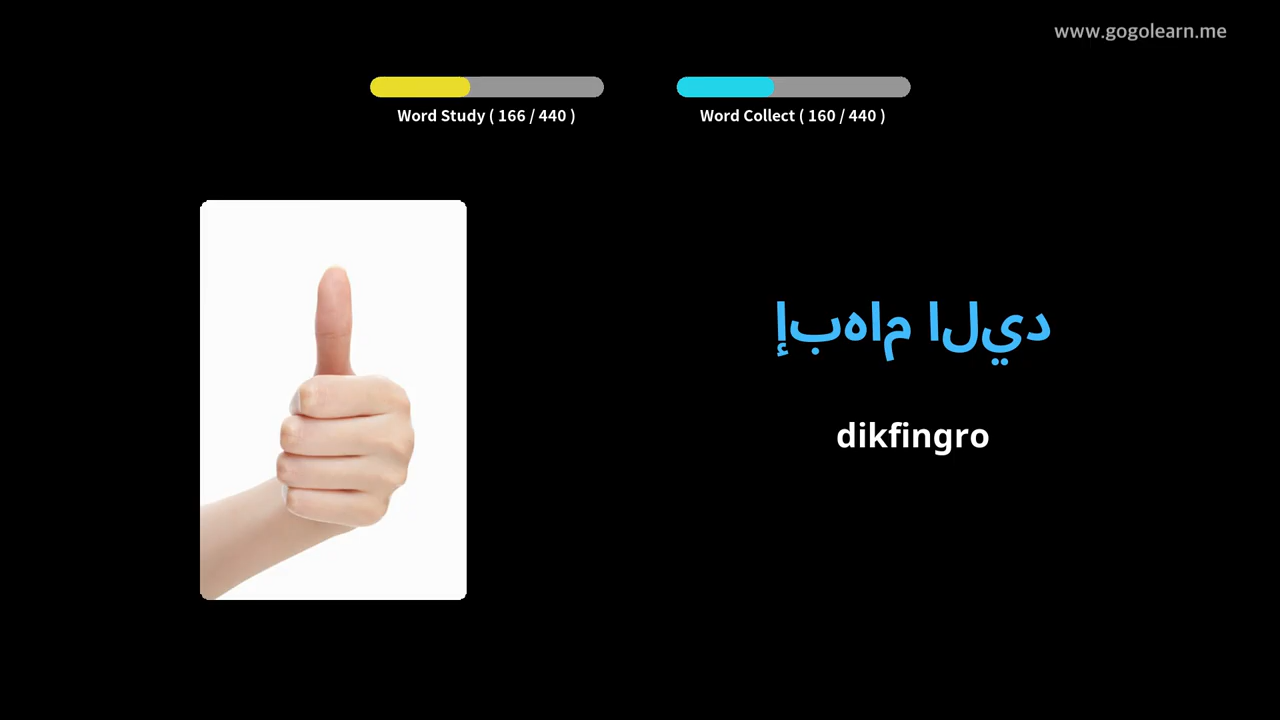 www.gogolearn.me
Word Study ( 166 / 440 )
Word Collect ( 160 / 440 )
إبهام اليد
dikfingro